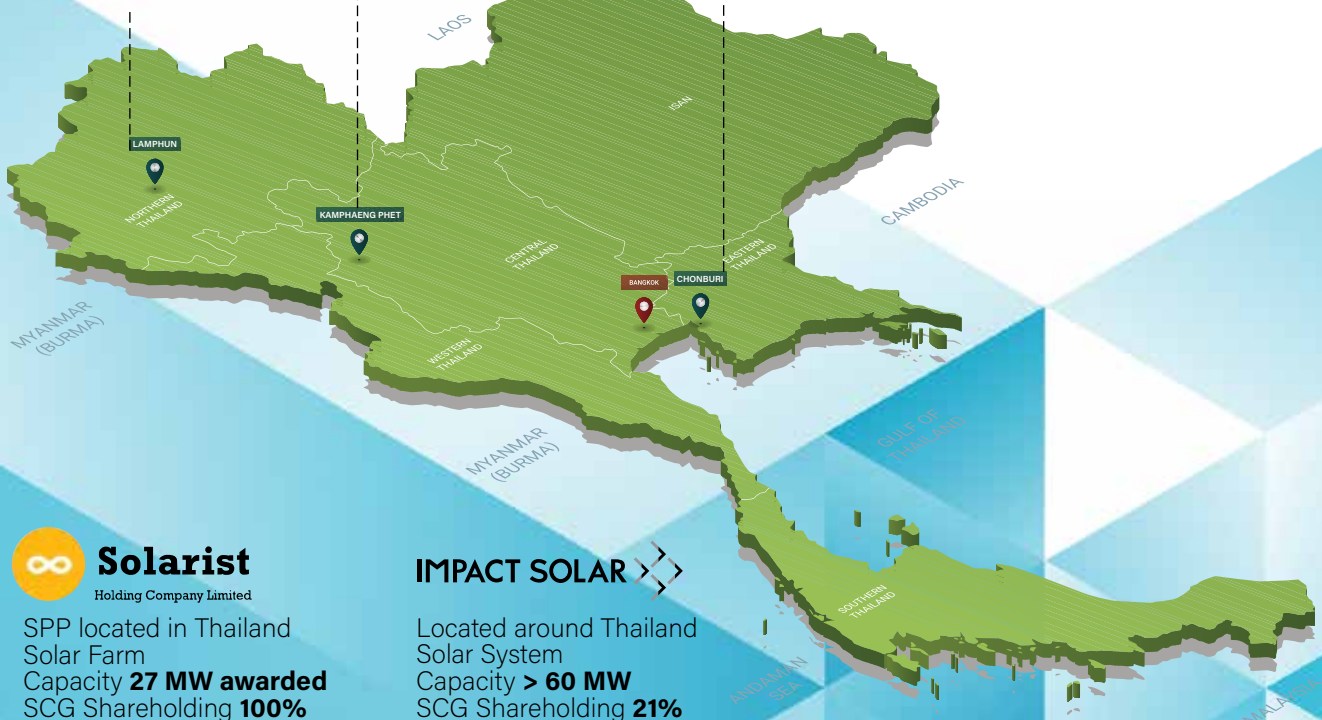 LAOS
ISAN
LAMPHUN
CAMBODIA
NORTHERN
THAILAND
KAMPHAENG PHET
CENTRAL
THAILAND
EASTERN
THAILAND
BANGKOK
CHONBURI
MYANMAR
(BURMA)
WESTERN
THAILAND
GULF OF
THAILAND
MYANMAR
(BURMA)
Solarist
Holding Company Limited
SPP located in Thailand
Solar Farm
Capacity 27 MW awarded
SCG Shareholding 100%
IMPACT SOLAR
Located around Thailand
Solar System
Capacity > 60 MW
SCG Shareholding 21%
SOUTHERN
THAILAND
ANDAMAN
SEA
MALAYSIA